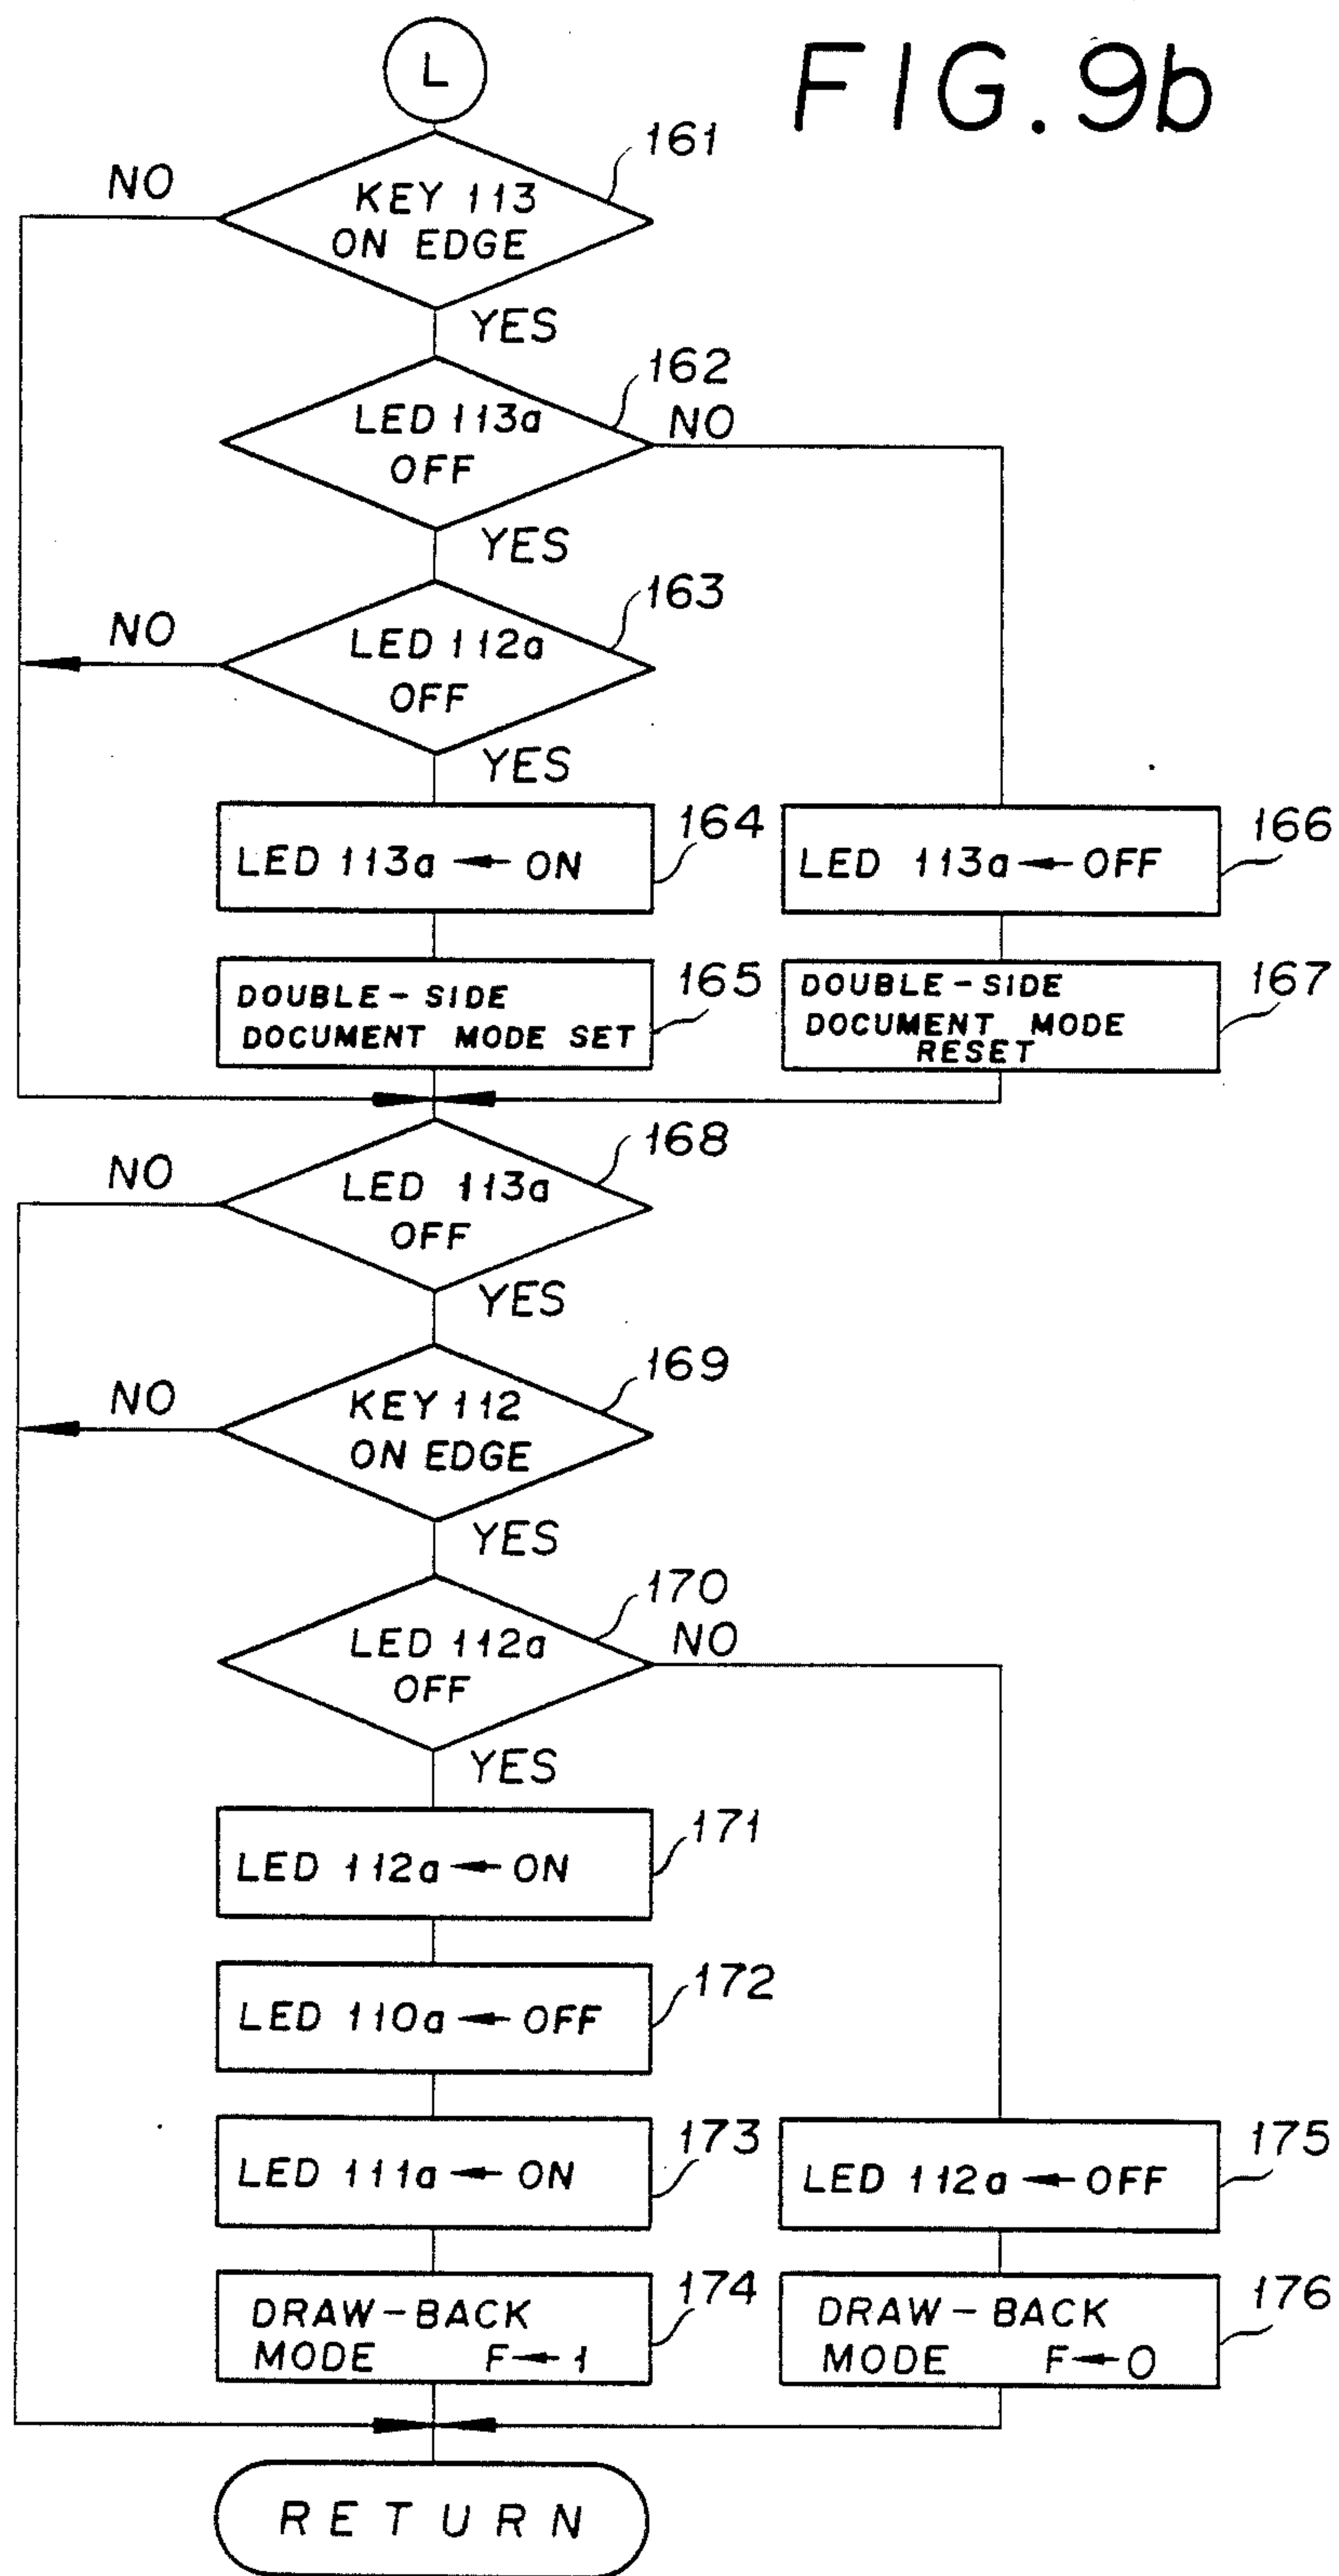 L
FIG. 9b
161
NO
KEY 113
ON EDGE
YES
162
LED 113a
OFF
NO
YES
163
NO
LED 112a
OFF
YES
164
LED 113a ← ON
166
LED 113a ← OFF
165
DOUBLE-SIDE
DOCUMENT MODE SET
167
DOUBLE-SIDE
DOCUMENT MODE
RESET
168
NO
LED 113a
OFF
YES
169
NO
KEY 112
ON EDGE
YES
170
LED 112a
OFF
NO
YES
171
LED 112a ← ON
172
LED 110a ← OFF
173
LED 111a ← ON
175
LED 112a ← OFF
174
DRAW-BACK
MODE F ← 1
176
DRAW-BACK
MODE F ← 0
RETURN